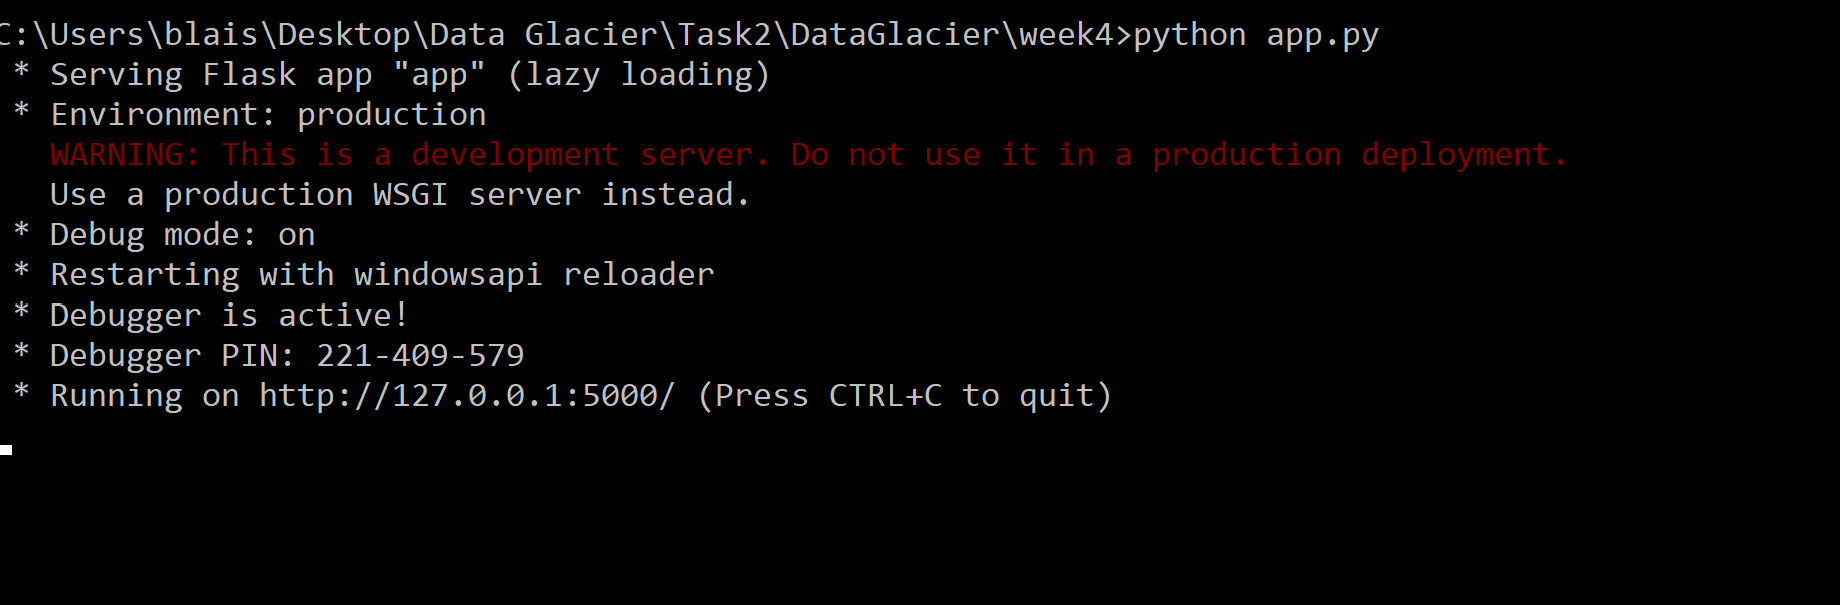 C:\Users\blais\Desktop\Data Glacier\Task2\DataGlacier\week4>python app.py
* Serving Flask app "app" (lazy loading)
* Environment: production
WARNING: This is a development server. Do not use it in a production deployment.
Use a production WSGI server instead.
* Debug mode: on
* Restarting with windowsapi reloader
* Debugger is active!
* Debugger PIN: 221-409-579
* Running on http://127.0.0.1:5000/ (Press CTRL+C to quit)